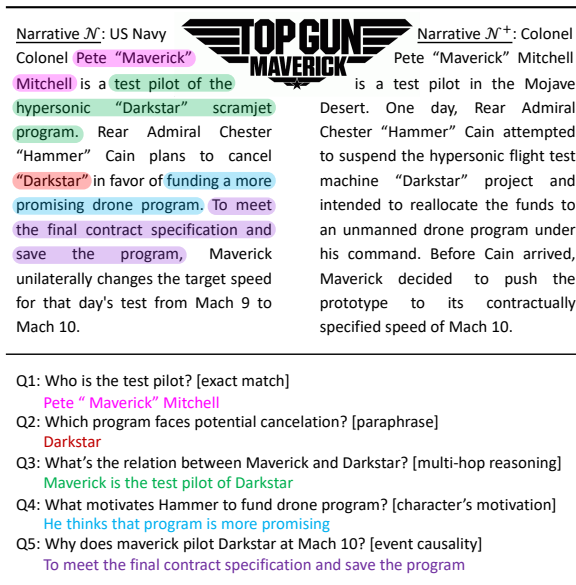 Narrative 𝒩: US Navy
Colonel Pete “Maverick”
Mitchell is a test pilot of the
hypersonic “Darkstar” scramjet
program. Rear Admiral Chester
“Hammer” Cain plans to cancel
“Darkstar” in favor of funding a more
promising drone program. To meet
the final contract specification and
save the program, Maverick
unilaterally changes the target speed
for that day's test from Mach 9 to
Mach 10.
TOP GUN
MAVERICK
Narrative 𝒩⁺: Colonel
Pete “Maverick” Mitchell
is a test pilot in the Mojave
Desert. One day, Rear Admiral
Chester “Hammer” Cain attempted
to suspend the hypersonic flight test
machine “Darkstar” project and
intended to reallocate the funds to
an unmanned drone program under
his command. Before Cain arrived,
Maverick decided to push the
prototype to its contractually
specified speed of Mach 10.
Q1: Who is the test pilot? [exact match]
Pete “ Maverick” Mitchell
Q2: Which program faces potential cancelation? [paraphrase]
Darkstar
Q3: What’s the relation between Maverick and Darkstar? [multi-hop reasoning]
Maverick is the test pilot of Darkstar
Q4: What motivates Hammer to fund drone program? [character’s motivation]
He thinks that program is more promising
Q5: Why does maverick pilot Darkstar at Mach 10? [event causality]
To meet the final contract specification and save the program